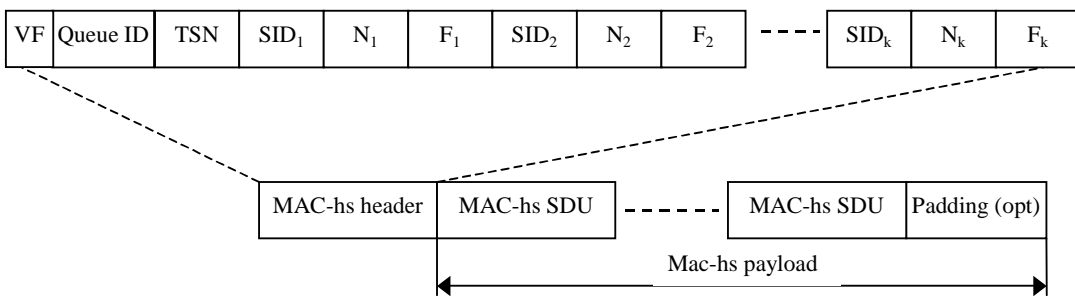 VF Queue ID TSN SID₁ N₁ F₁ SID₂ N₂ F₂ SIDₖ Nₖ Fₖ
MAC-hs header MAC-hs SDU MAC-hs SDU Padding (opt)
Mac-hs payload